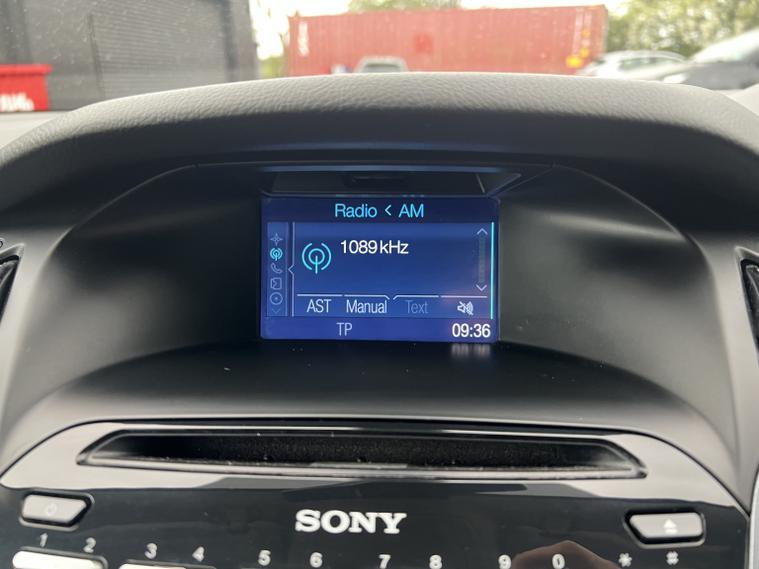 Radio < AM
1089 kHz
AST Manual Text
TP 09:36
SONY
1 2 3 4 5 6 7 8 9 0 * #